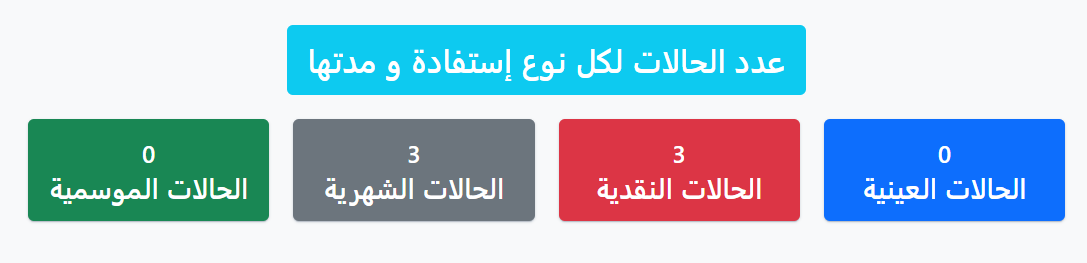 عدد الحالات لكل نوع إستفادة و مدتها
0
الحالات العينية
3
الحالات النقدية
3
الحالات الشهرية
0
الحالات الموسمية